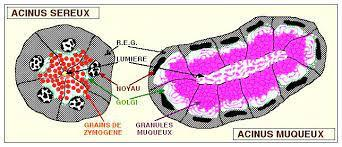 ACINUS SEREUX
R.E.G.
LUMIERE
NOYAU
GOLGI
GRAINS DE
ZYMOGENE
GRANULES
MUQUEUX
ACINUS MUQUEUX